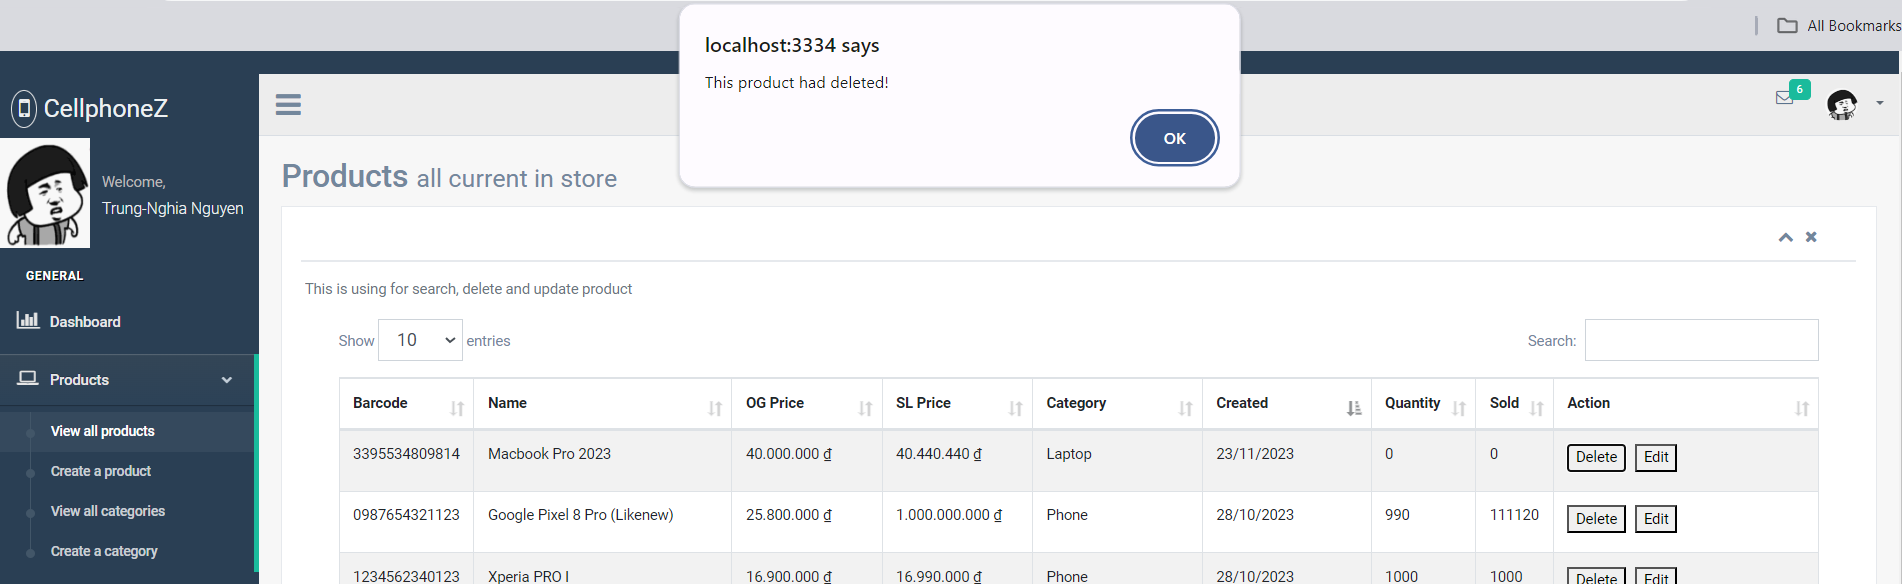 All Bookmarks
localhost:3334 says
This product had deleted!
OK
CellphoneZ
6
Welcome,
Trung-Nghia Nguyen
GENERAL
Dashboard
Products
View all products
Create a product
View all categories
Create a category
Products all current in store
This is using for search, delete and update product
Show 10 entries
Search:
Barcode Name OG Price SL Price Category Created Quantity Sold Action
3395534809814 Macbook Pro 2023 40.000.000 ₫ 40.440.440 ₫ Laptop 23/11/2023 0 0 Delete Edit
0987654321123 Google Pixel 8 Pro (Likenew) 25.800.000 ₫ 1.000.000.000 ₫ Phone 28/10/2023 990 111120 Delete Edit
1234562340123 Xperia PRO I 16.900.000 ₫ 16.990.000 ₫ Phone 28/10/2023 1000 1000 Delete Edit